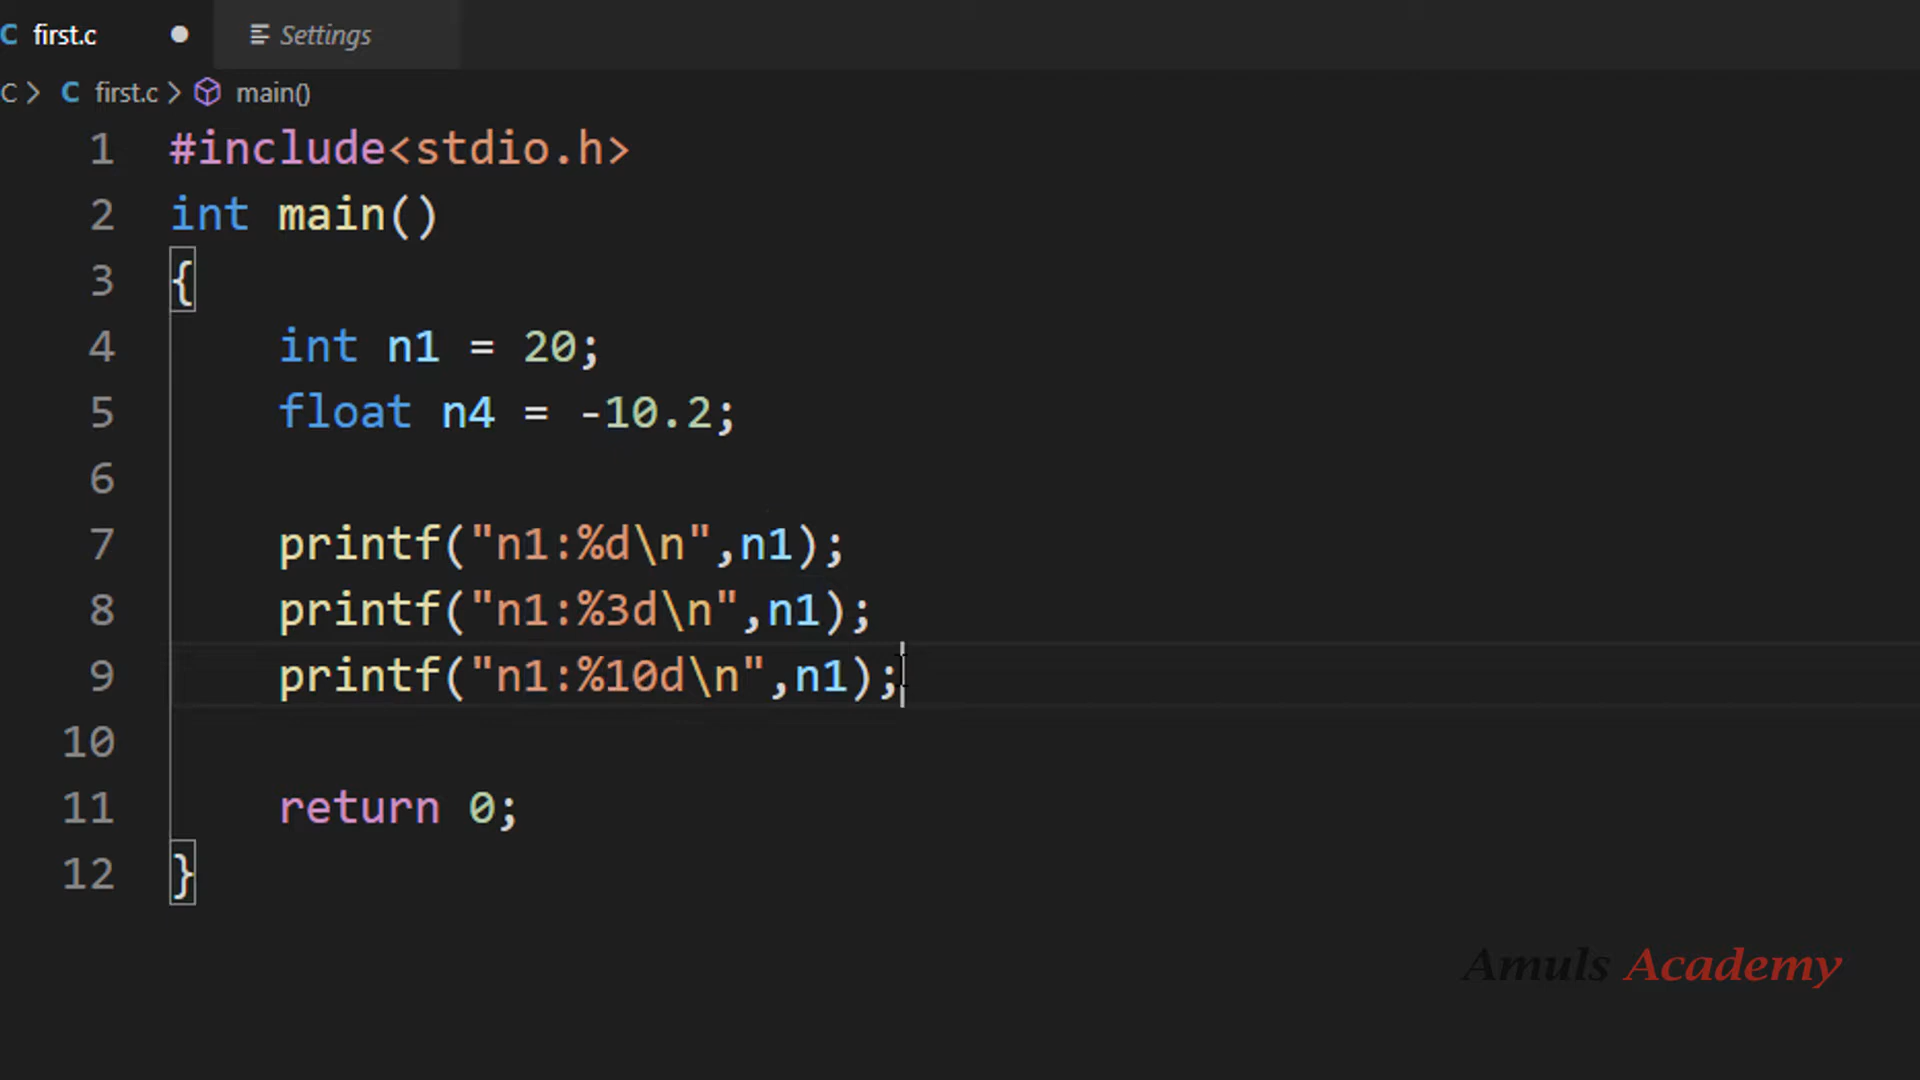 first.c Settings
C > first.c > main()
1 #include<stdio.h>
2 int main()
3 {
4 int n1 = 20;
5 float n4 = -10.2;
6
7 printf("n1:%d\n",n1);
8 printf("n1:%3d\n",n1);
9 printf("n1:%10d\n",n1);
10
11 return 0;
12 }
Amuls Academy